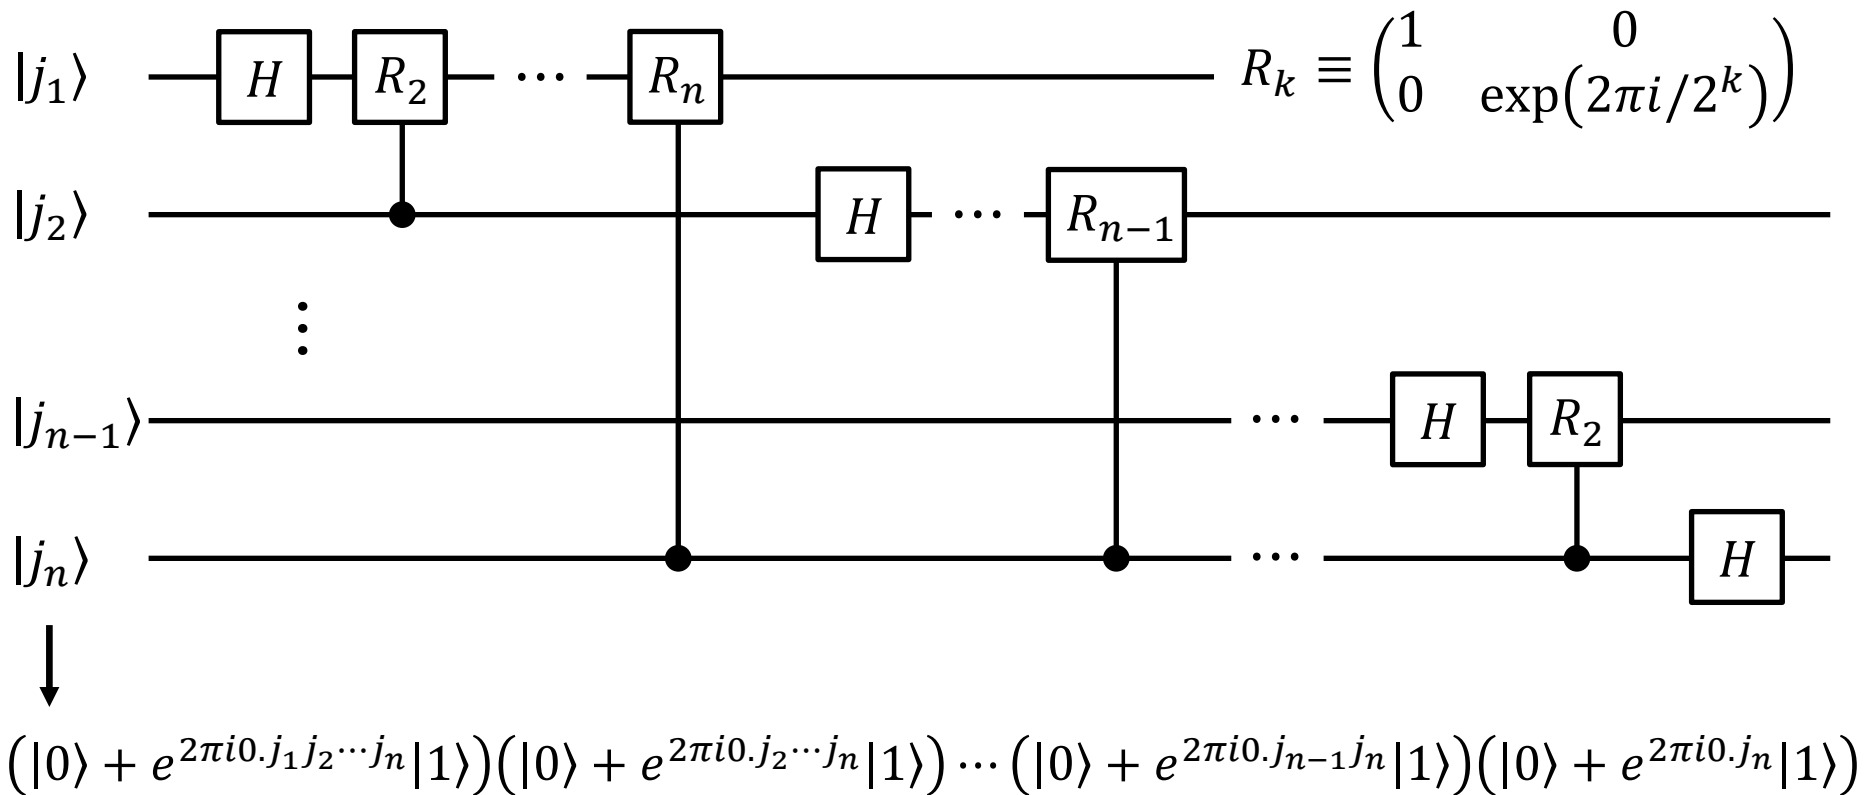 |j₁⟩ H R₂ ⋯ Rₙ R_k ≡ (1 0
0 exp(2πi/2ᵏ))
|j₂⟩ H ⋯ Rₙ₋₁
⋮
|jₙ₋₁⟩ ⋯ H R₂
|jₙ⟩ ⋯ H
(|0⟩ + e^{2πi0.j₁j₂⋯jₙ}|1⟩)(|0⟩ + e^{2πi0.j₂⋯jₙ}|1⟩) ⋯ (|0⟩ + e^{2πi0.jₙ₋₁jₙ}|1⟩)(|0⟩ + e^{2πi0.jₙ}|1⟩)